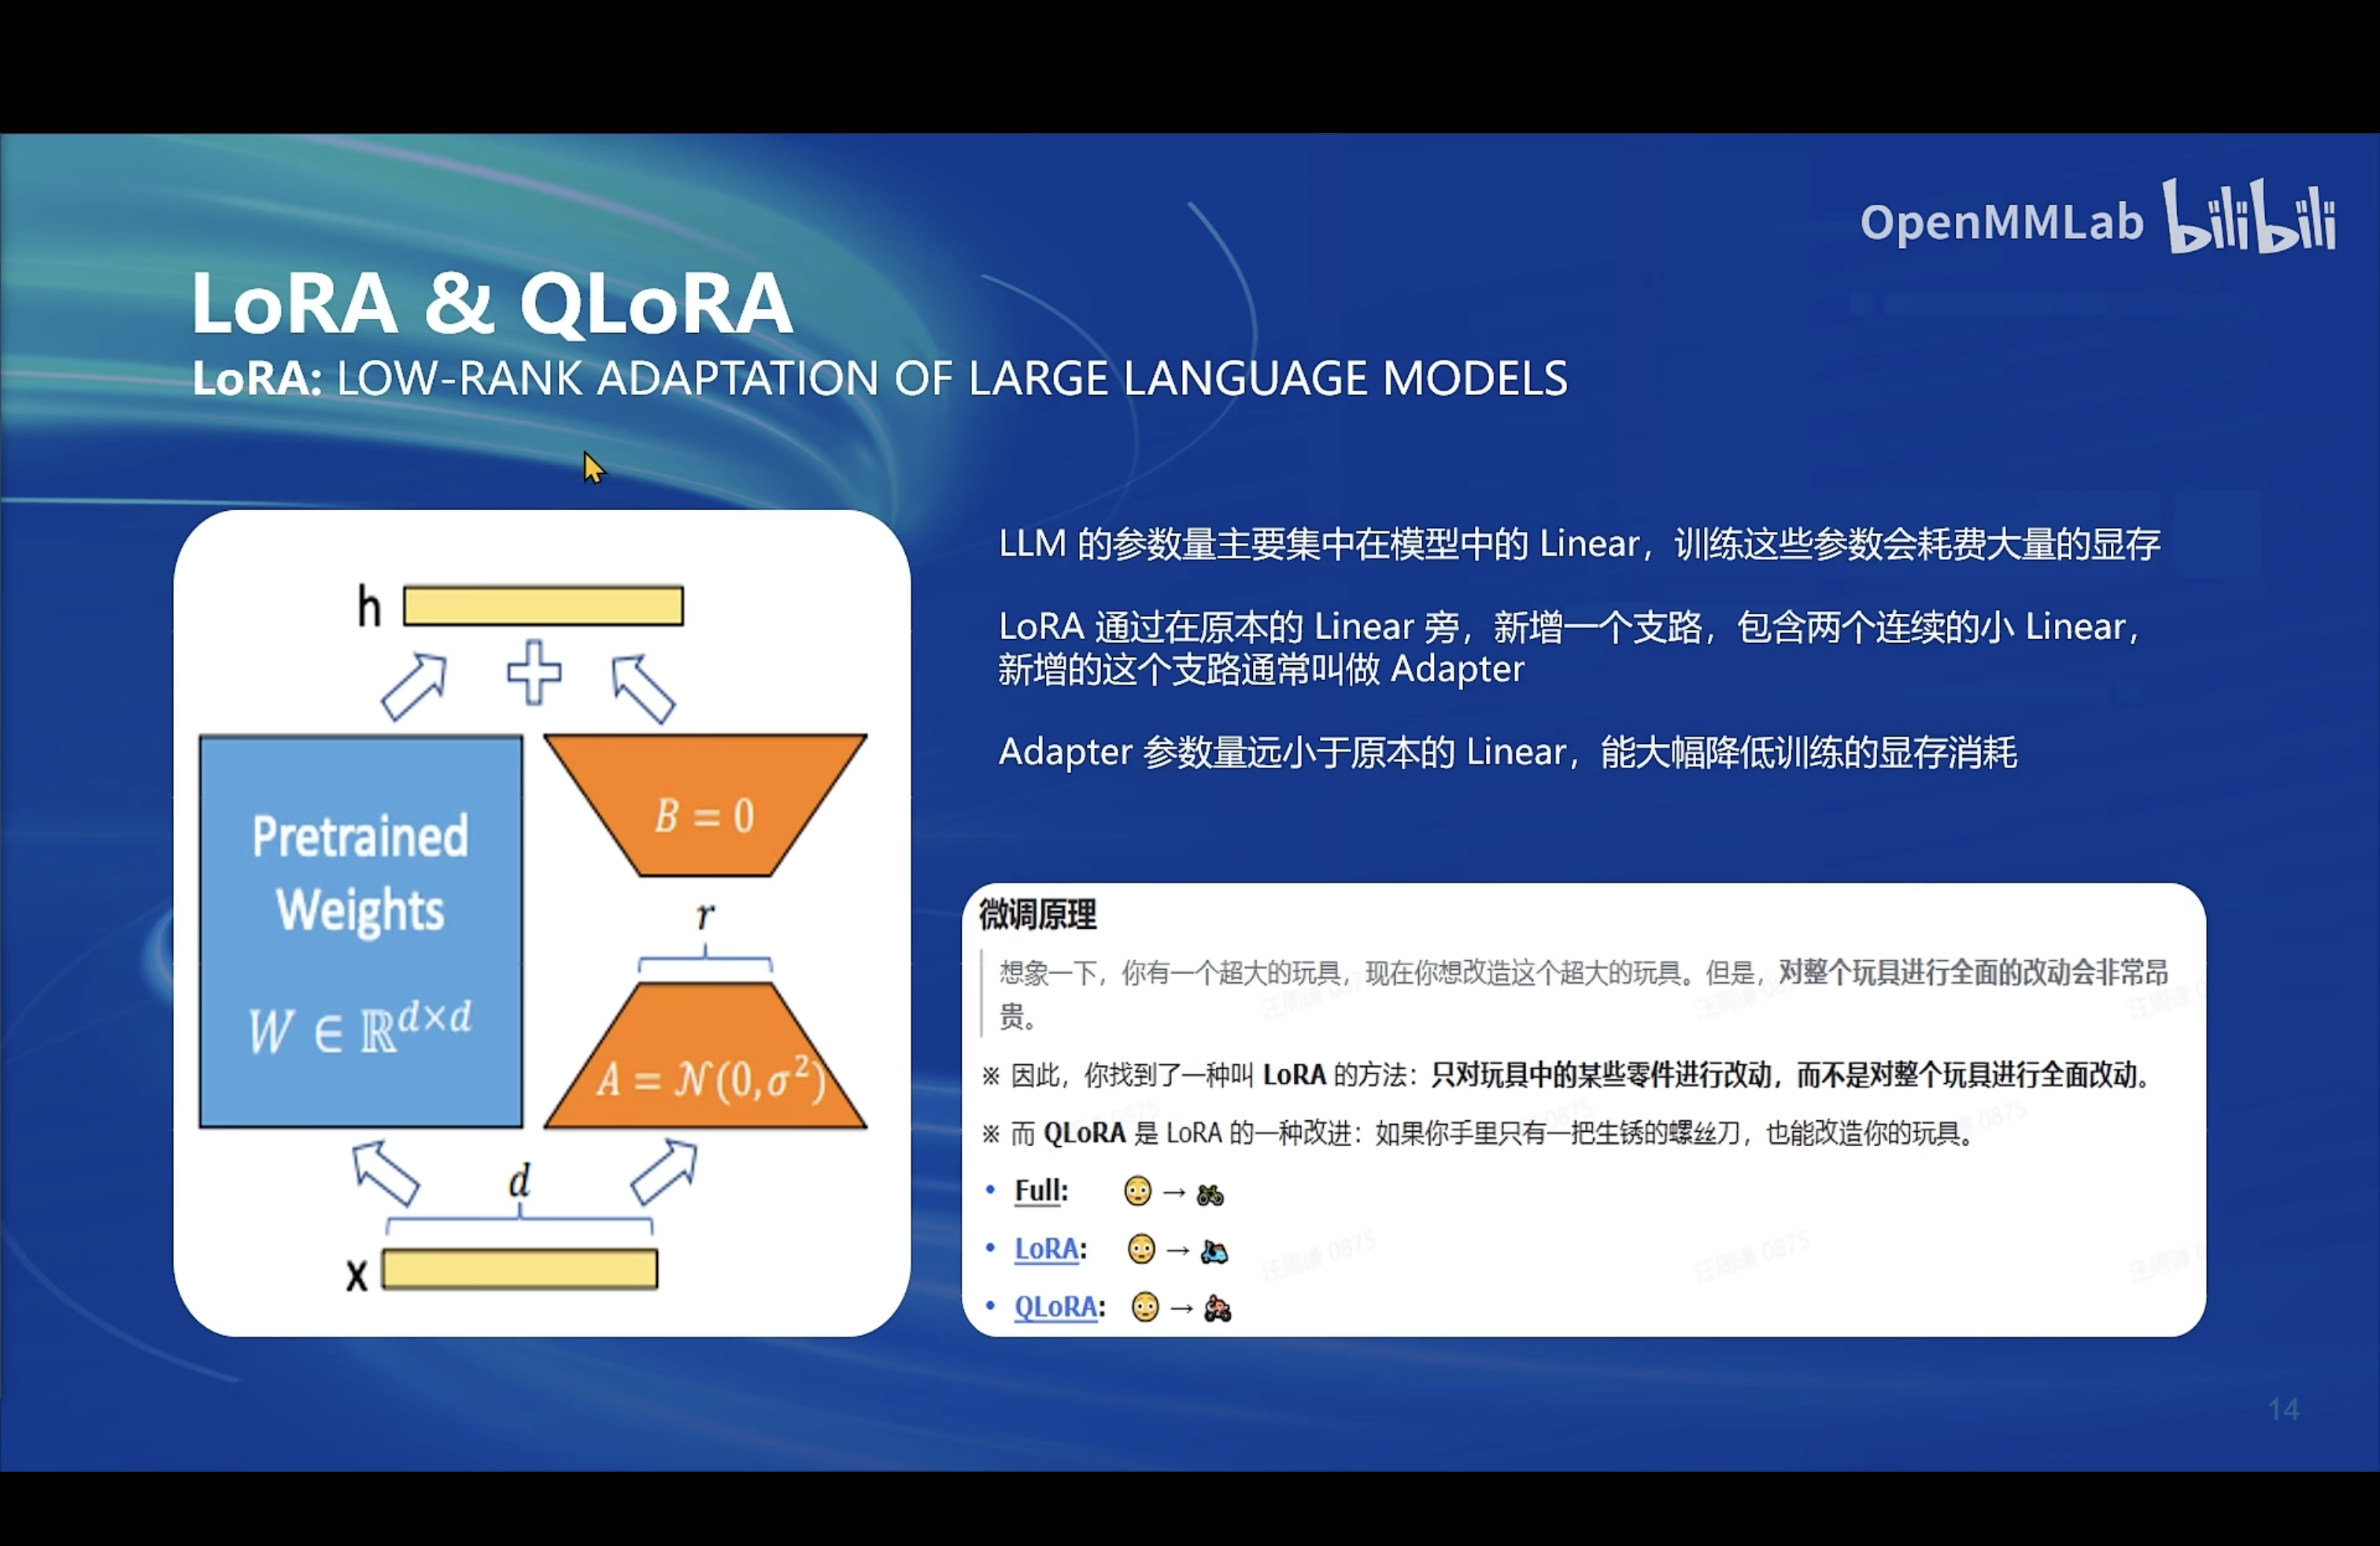 OpenMMLab bilibili
LoRA & QLoRA
LoRA: LOW-RANK ADAPTATION OF LARGE LANGUAGE MODELS
h
Pretrained
Weights
W ∈ ℝ^{d×d}
B = 0
r
A = 𝒩(0, σ²)
d
x
LLM 的参数量主要集中在模型中的 Linear，训练这些参数会耗费大量的显存
LoRA 通过在原本的 Linear 旁，新增一个支路，包含两个连续的小 Linear，
新增的这个支路通常叫做 Adapter
Adapter 参数量远小于原本的 Linear，能大幅降低训练的显存消耗
微调原理
想象一下，你有一个超大的玩具，现在你想改造这个超大的玩具。但是，对整个玩具进行全面的改动会非常昂
贵。
※ 因此，你找到了一种叫 LoRA 的方法：只对玩具中的某些零件进行改动，而不是对整个玩具进行全面改动。
※ 而 QLoRA 是 LoRA 的一种改进：如果你手里只有一把生锈的螺丝刀，也能改造你的玩具。
• Full: 😳 → 🏍
• LoRA: 😳 → 🛵
• QLoRA: 😳 → 🏍
14